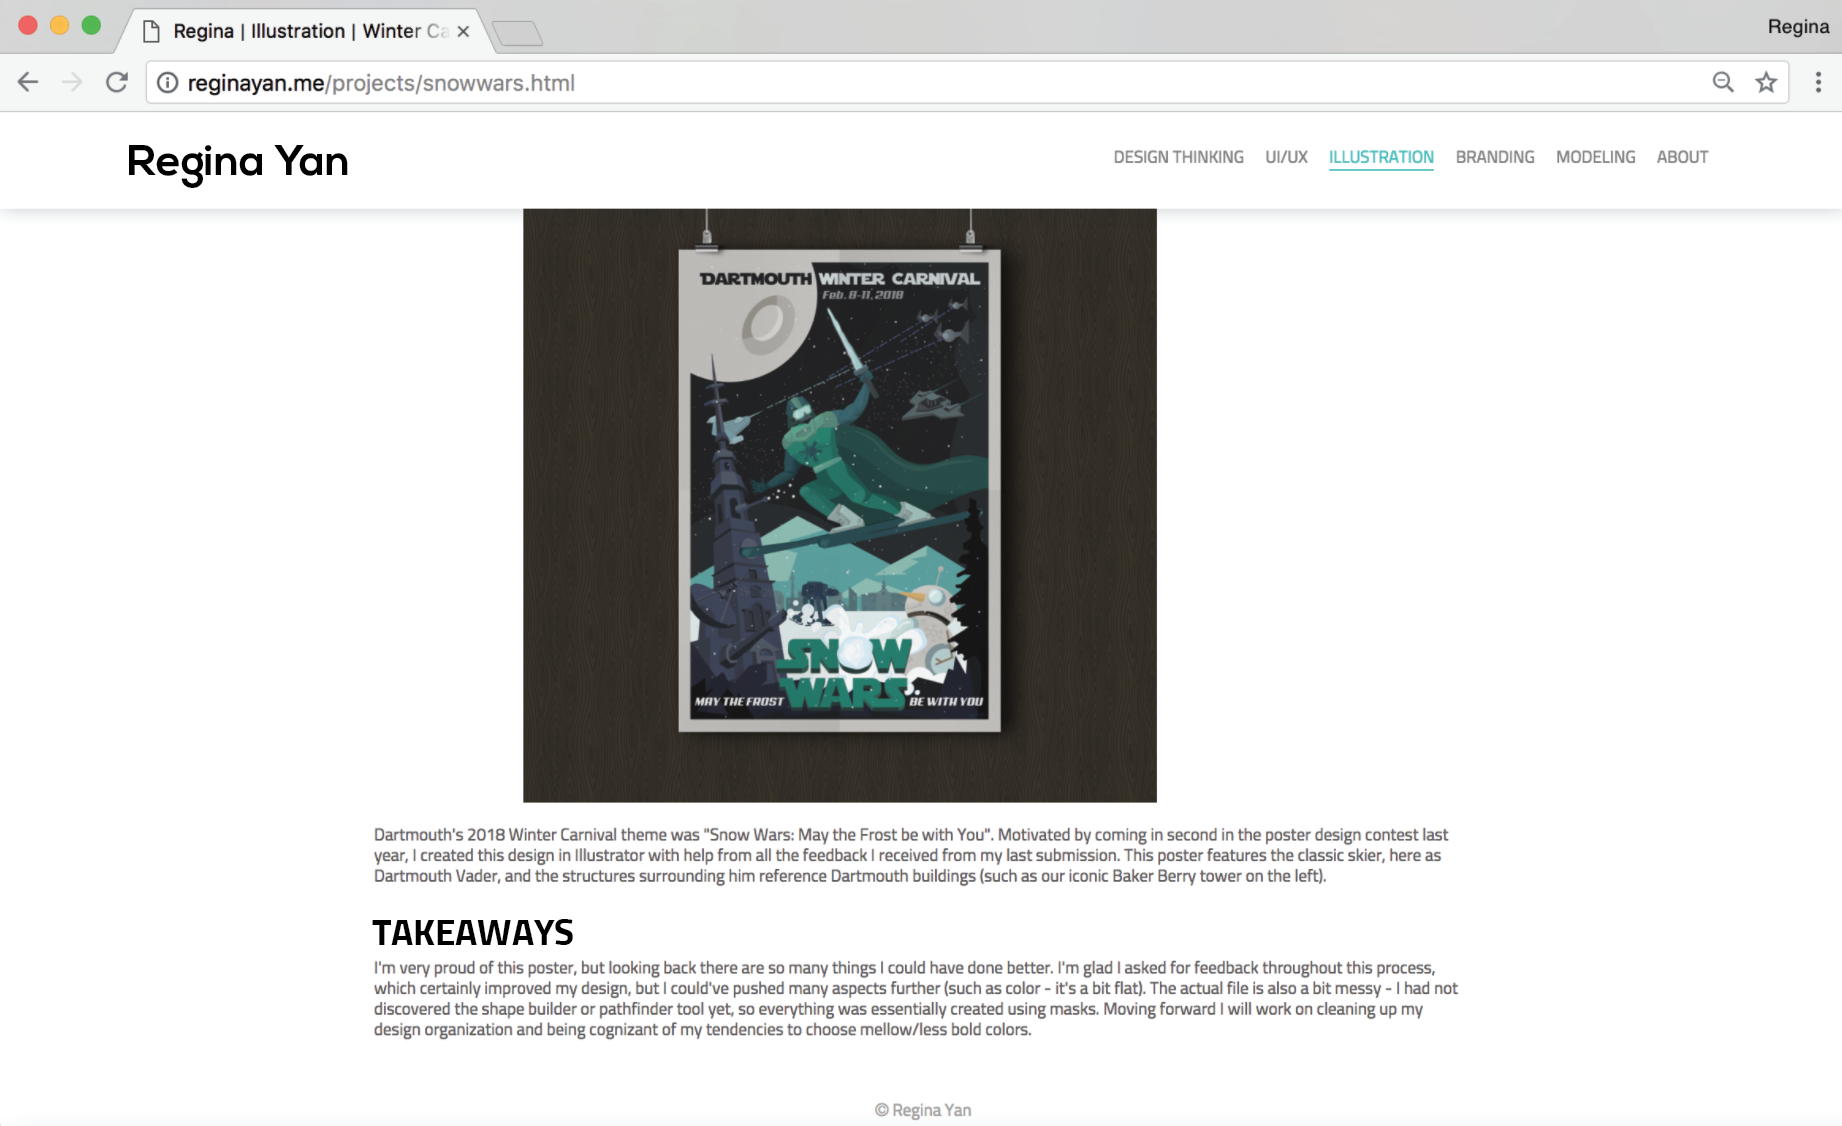 Regina | Illustration | Winter Ca
Regina
reginayan.me/projects/snowwars.html
Regina Yan
DESIGN THINKING UI/UX ILLUSTRATION BRANDING MODELING ABOUT
DARTMOUTH WINTER CARNIVAL
Feb. 8-11, 2018
SNOW
WARS
MAY THE FROST BE WITH YOU
Dartmouth's 2018 Winter Carnival theme was "Snow Wars: May the Frost be with You". Motivated by coming in second in the poster design contest last
year, I created this design in Illustrator with help from all the feedback I received from my last submission. This poster features the classic skier, here as
Dartmouth Vader, and the structures surrounding him reference Dartmouth buildings (such as our iconic Baker Berry tower on the left).
TAKEAWAYS
I'm very proud of this poster, but looking back there are so many things I could have done better. I'm glad I asked for feedback throughout this process,
which certainly improved my design, but I could've pushed many aspects further (such as color - it's a bit flat). The actual file is also a bit messy - I had not
discovered the shape builder or pathfinder tool yet, so everything was essentially created using masks. Moving forward I will work on cleaning up my
design organization and being cognizant of my tendencies to choose mellow/less bold colors.
© Regina Yan